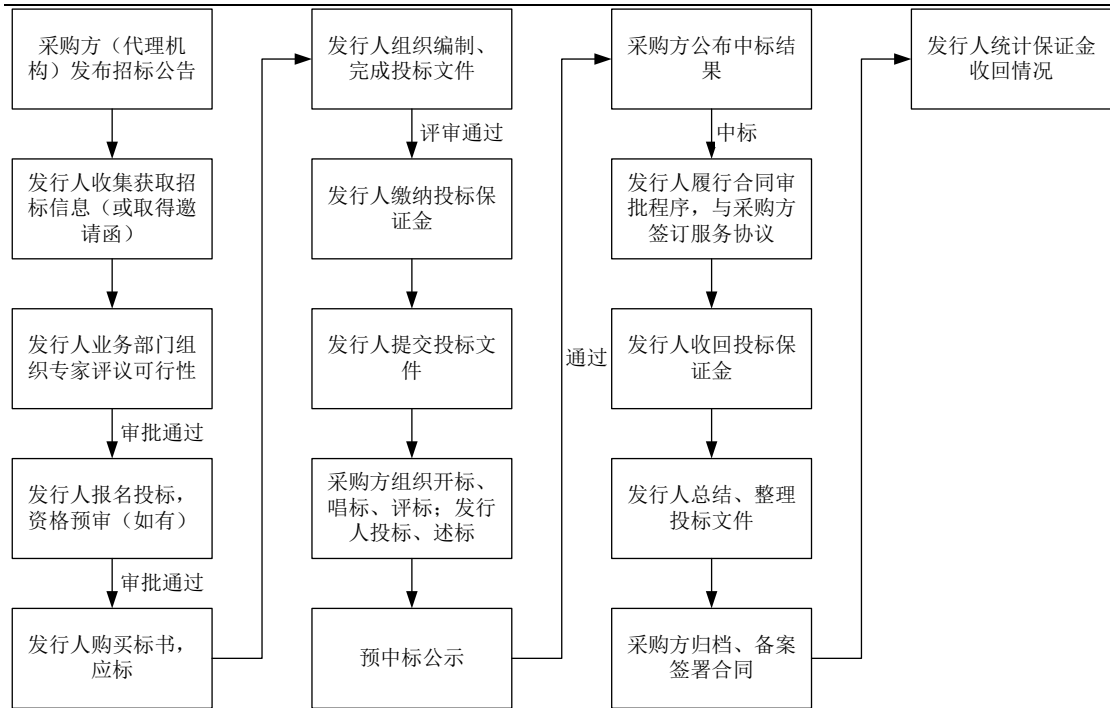 采购方（代理机
构）发布招标公告
发行人收集获取招
标信息（或取得邀
请函）
发行人业务部门组
织专家评议可行性
审批通过
发行人报名投标，
资格预审（如有）
审批通过
发行人购买标书，
应标
发行人组织编制、
完成投标文件
评审通过
发行人缴纳投标保
证金
发行人提交投标文
件
采购方组织开标、
唱标、评标；发行
人投标、述标
预中标公示
通过
采购方公布中标结
果
中标
发行人履行合同审
批程序，与采购方
签订服务协议
发行人收回投标保
证金
发行人总结、整理
投标文件
采购方归档、备案
签署合同
发行人统计保证金
收回情况